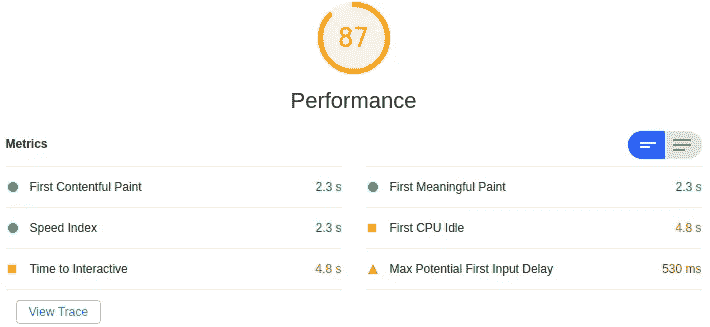 87
Performance
Metrics
First Contentful Paint 2.3 s
First Meaningful Paint 2.3 s
Speed Index 2.3 s
First CPU Idle 4.8 s
Time to Interactive 4.8 s
Max Potential First Input Delay 530 ms
View Trace